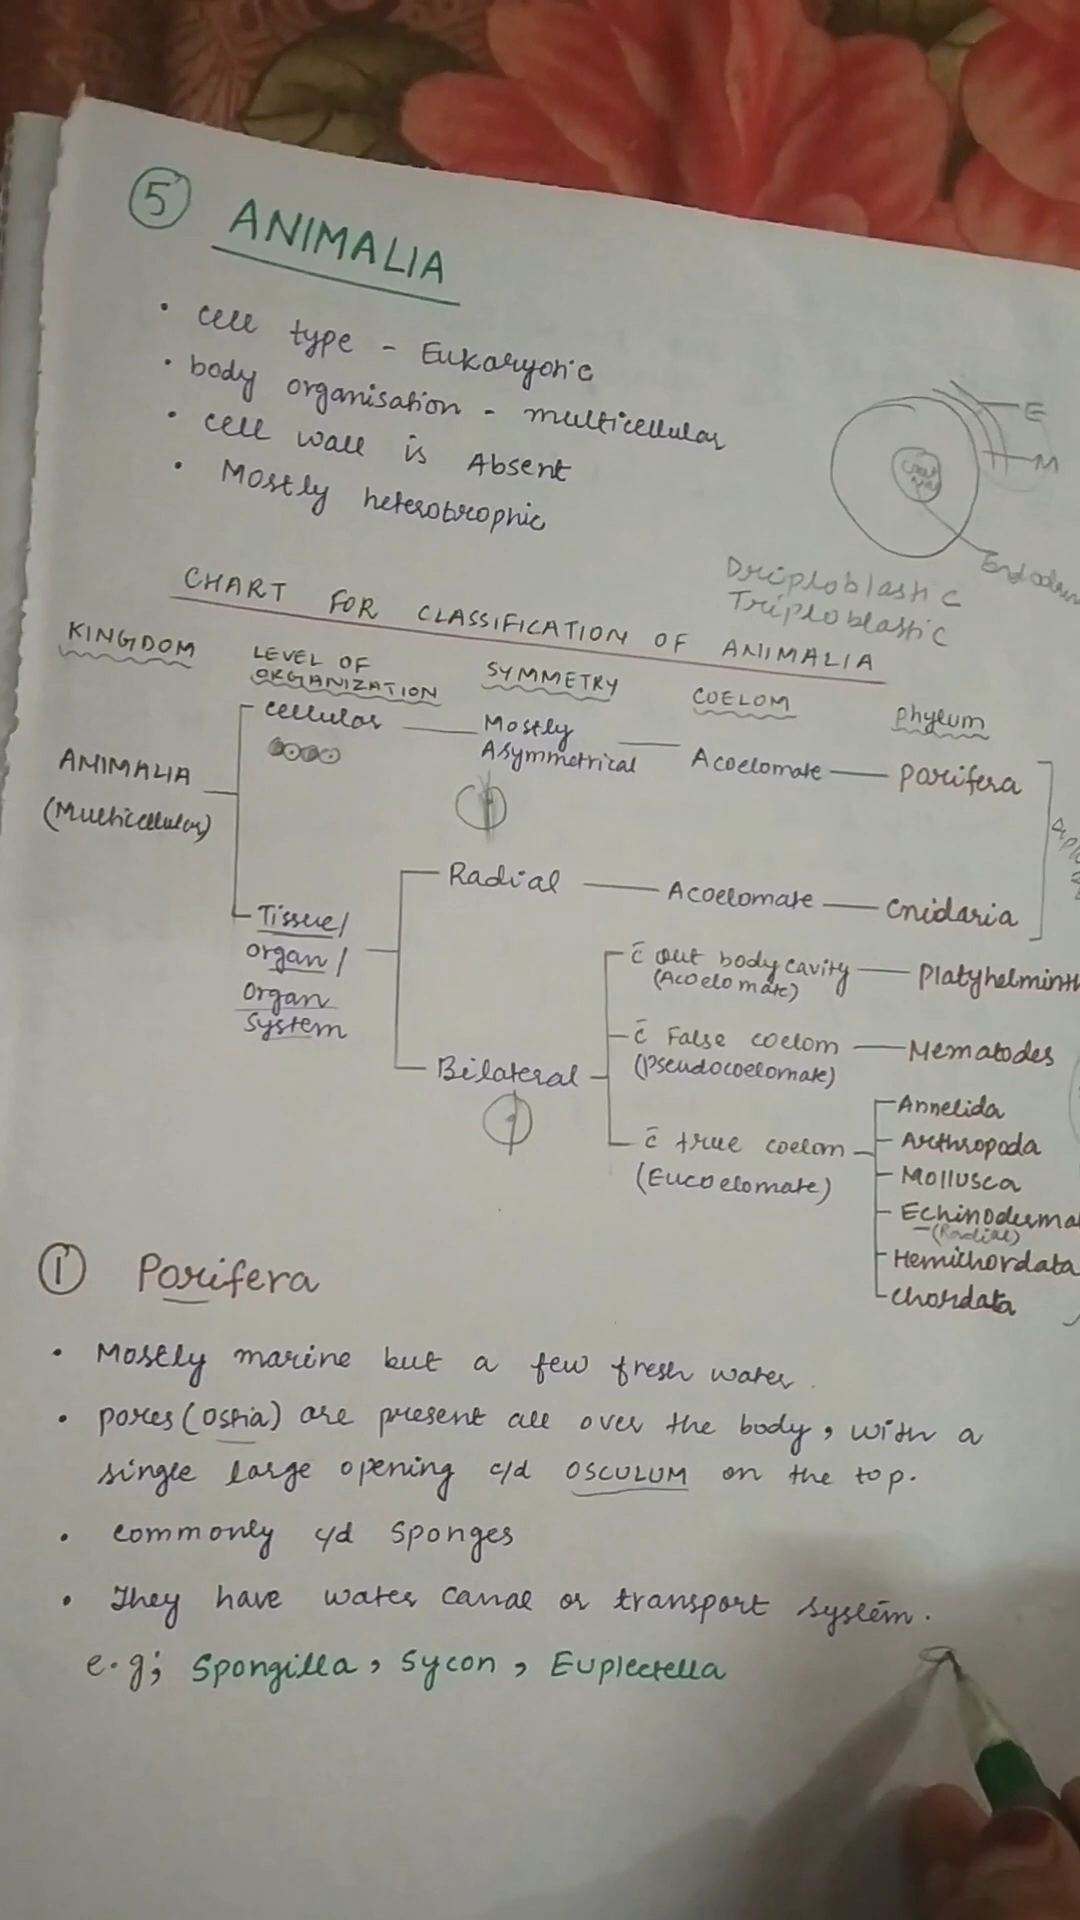 5 ANIMALIA
• cell type - Eukaryotic
• body organisation - multicellular
• cell wall is Absent
• Mostly heterotrophic
E
M
Driploblastic
Triploblastic
CHART FOR CLASSIFICATION OF ANIMALIA
KINGDOM
LEVEL OF
ORGANIZATION
SYMMETRY
COELOM
phylum
ANIMALIA
(Multicellular)
cellular
Mostly
Asymmetrical
Acoelomate
porifera
Tissue/
organ/
organ
system
Radial
Acoelomate
Cnidaria
Bilateral
c̄ out body cavity
(Acoelomate)
Platyhelminth
c̄ False coelom
(Pseudocoelomate)
Nematodes
c̄ true coelom
(Eucoelomate)
Annelida
Arthropoda
Mollusca
Echinoderma
(Radial)
Hemichordata
chordata
1 Porifera
• Mostly marine but a few fresh water.
• pores (ostia) are present all over the body, with a
single large opening c/d OSCULUM on the top.
• commonly c/d Sponges
• They have water canal or transport system.
e.g; Spongilla, Sycon, Euplectella